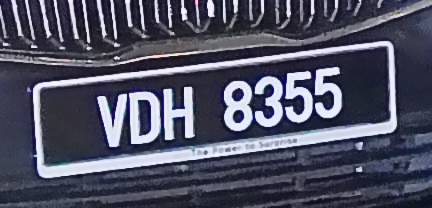 VDH 8355
The Power to Surprise